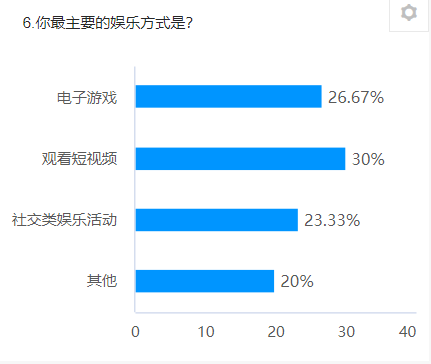 6.你最主要的娱乐方式是？
电子游戏 26.67%
观看短视频 30%
社交类娱乐活动 23.33%
其他 20%
0 10 20 30 40